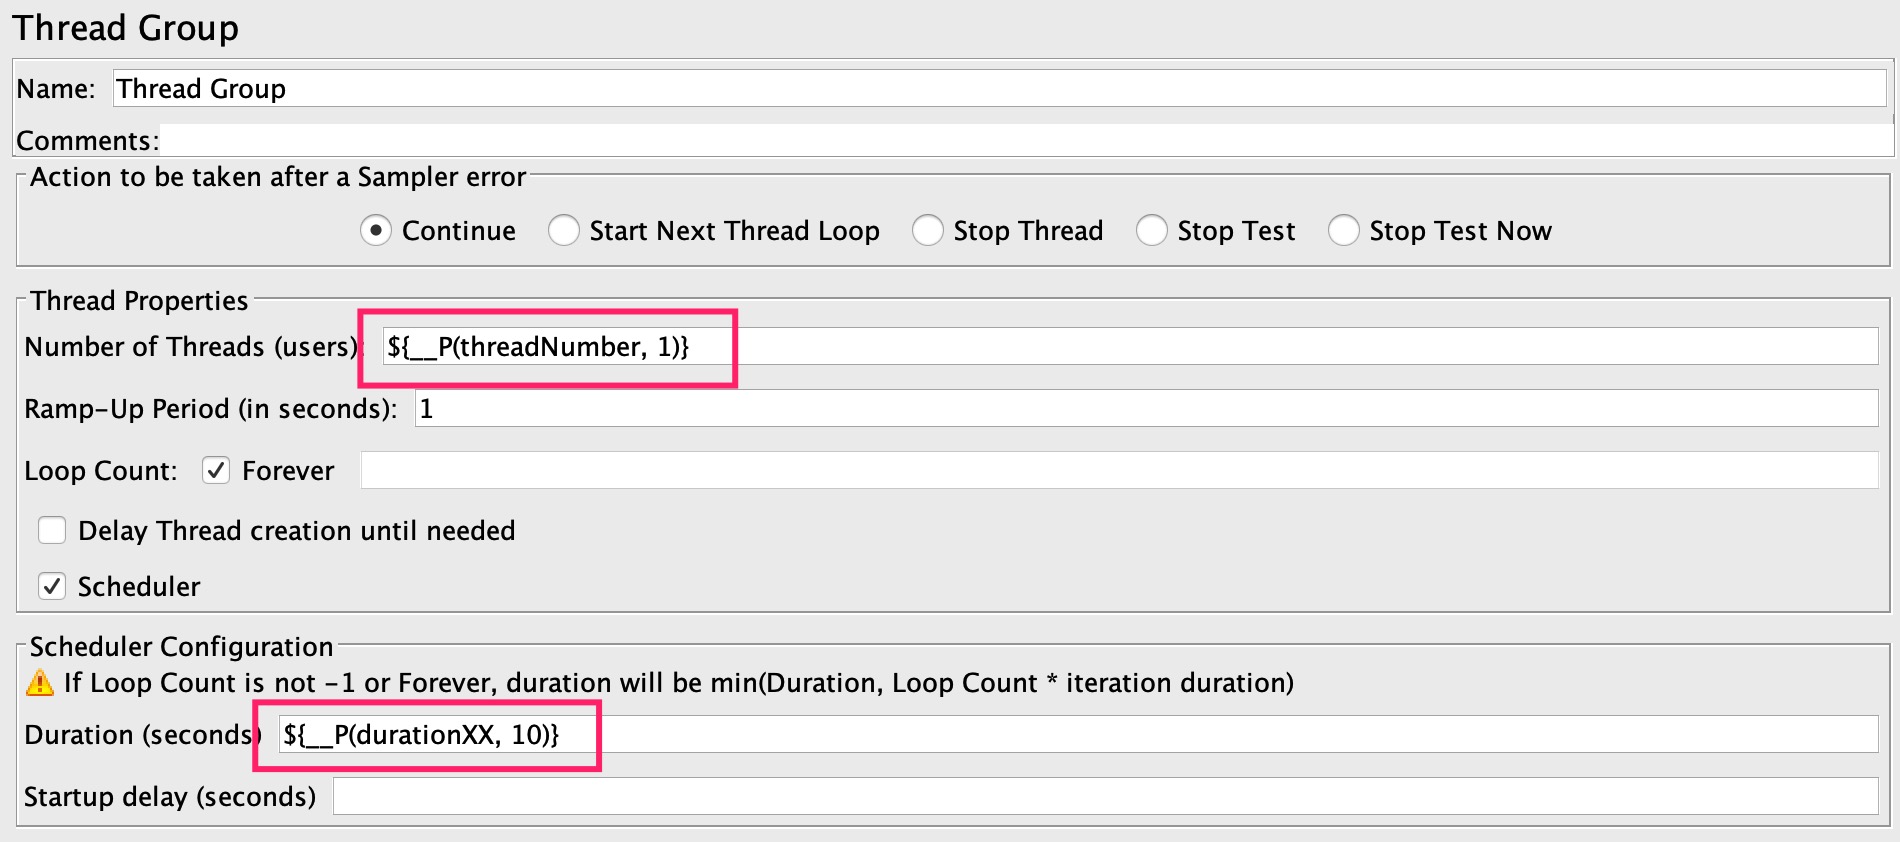 Thread Group
Name: Thread Group
Comments:
Action to be taken after a Sampler error
Continue Start Next Thread Loop Stop Thread Stop Test Stop Test Now
Thread Properties
Number of Threads (users): ${__P(threadNumber, 1)}
Ramp-Up Period (in seconds): 1
Loop Count: Forever
Delay Thread creation until needed
Scheduler
Scheduler Configuration
If Loop Count is not -1 or Forever, duration will be min(Duration, Loop Count * iteration duration)
Duration (seconds) ${__P(durationXX, 10)}
Startup delay (seconds)